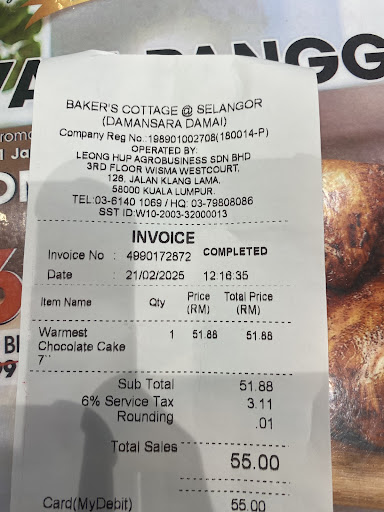 PANGG
BAKER'S COTTAGE @ SELANGOR
(DAMANSARA DAMAI)
Company Reg No.:198901002708(180014-P)
OPERATED BY:
LEONG HUP AGROBUSINESS SDN BHD
3RD FLOOR WISMA WESTCOURT,
126, JALAN KLANG LAMA,
58000 KUALA LUMPUR.
TEL:03-6140 1069 / HQ: 03-79808086
SST ID:W10-2003-32000013
INVOICE
Invoice No : 4990172872 COMPLETED
Date : 21/02/2025 12:16:35
Item Name Qty Price (RM) Total Price (RM)
Warmest 1 51.88 51.88
Chocolate Cake
7``
Sub Total 51.88
6% Service Tax 3.11
Rounding .01
Total Sales 55.00
Card(MyDebit) 55.00